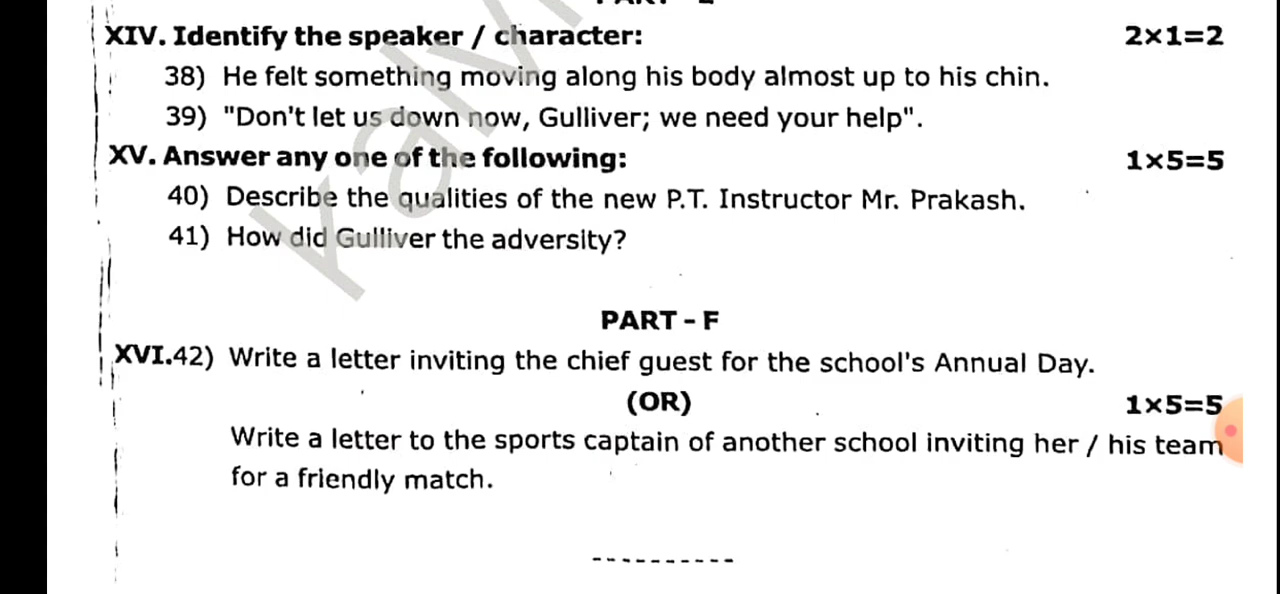 XIV. Identify the speaker / character: 2×1=2
38) He felt something moving along his body almost up to his chin.
39) "Don't let us down now, Gulliver; we need your help".
XV. Answer any one of the following: 1×5=5
40) Describe the qualities of the new P.T. Instructor Mr. Prakash.
41) How did Gulliver the adversity?
PART - F
XVI.42) Write a letter inviting the chief guest for the school's Annual Day.
(OR) 1×5=5
Write a letter to the sports captain of another school inviting her / his team
for a friendly match.
----------